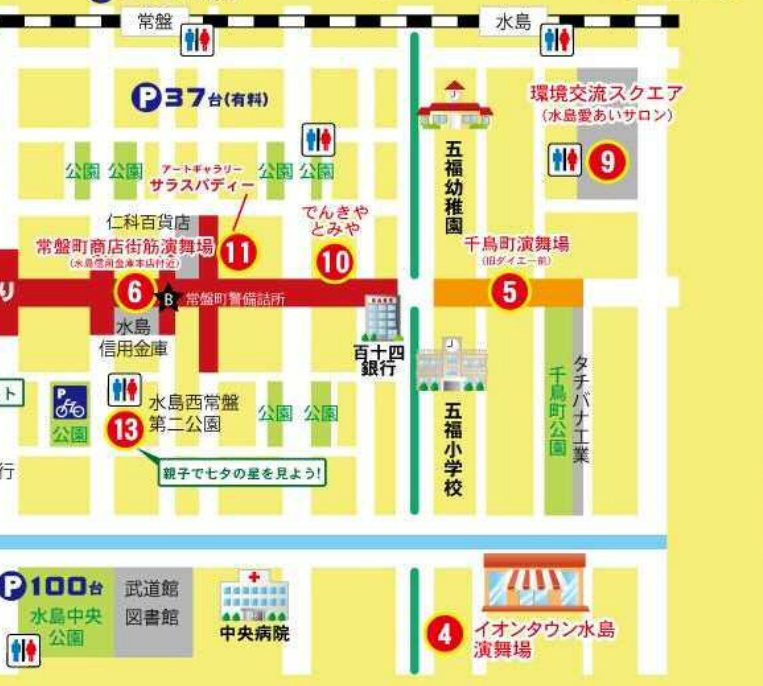 常盤
水島
P37台(有料)
環境交流スクエア
(水島愛あいサロン)
9
五福幼稚園
公園
公園
アートギャラリー
サラスバディー
公園
公園
仁科百貨店
でんきや
とみや
常盤町商店街筋演舞場
(水島信用金庫本店付近)
11
10
千鳥町演舞場
(旧ダイエー前)
り
6
B
常盤町警備詰所
5
水島
信用金庫
百十四
銀行
ト
P
公園
13
水島西常盤
第二公園
公園
公園
五福小学校
千鳥町公園
タチバナ工業
行
親子で七夕の星を見よう!
P100台
水島中央
公園
武道館
図書館
中央病院
4
イオンタウン水島
演舞場